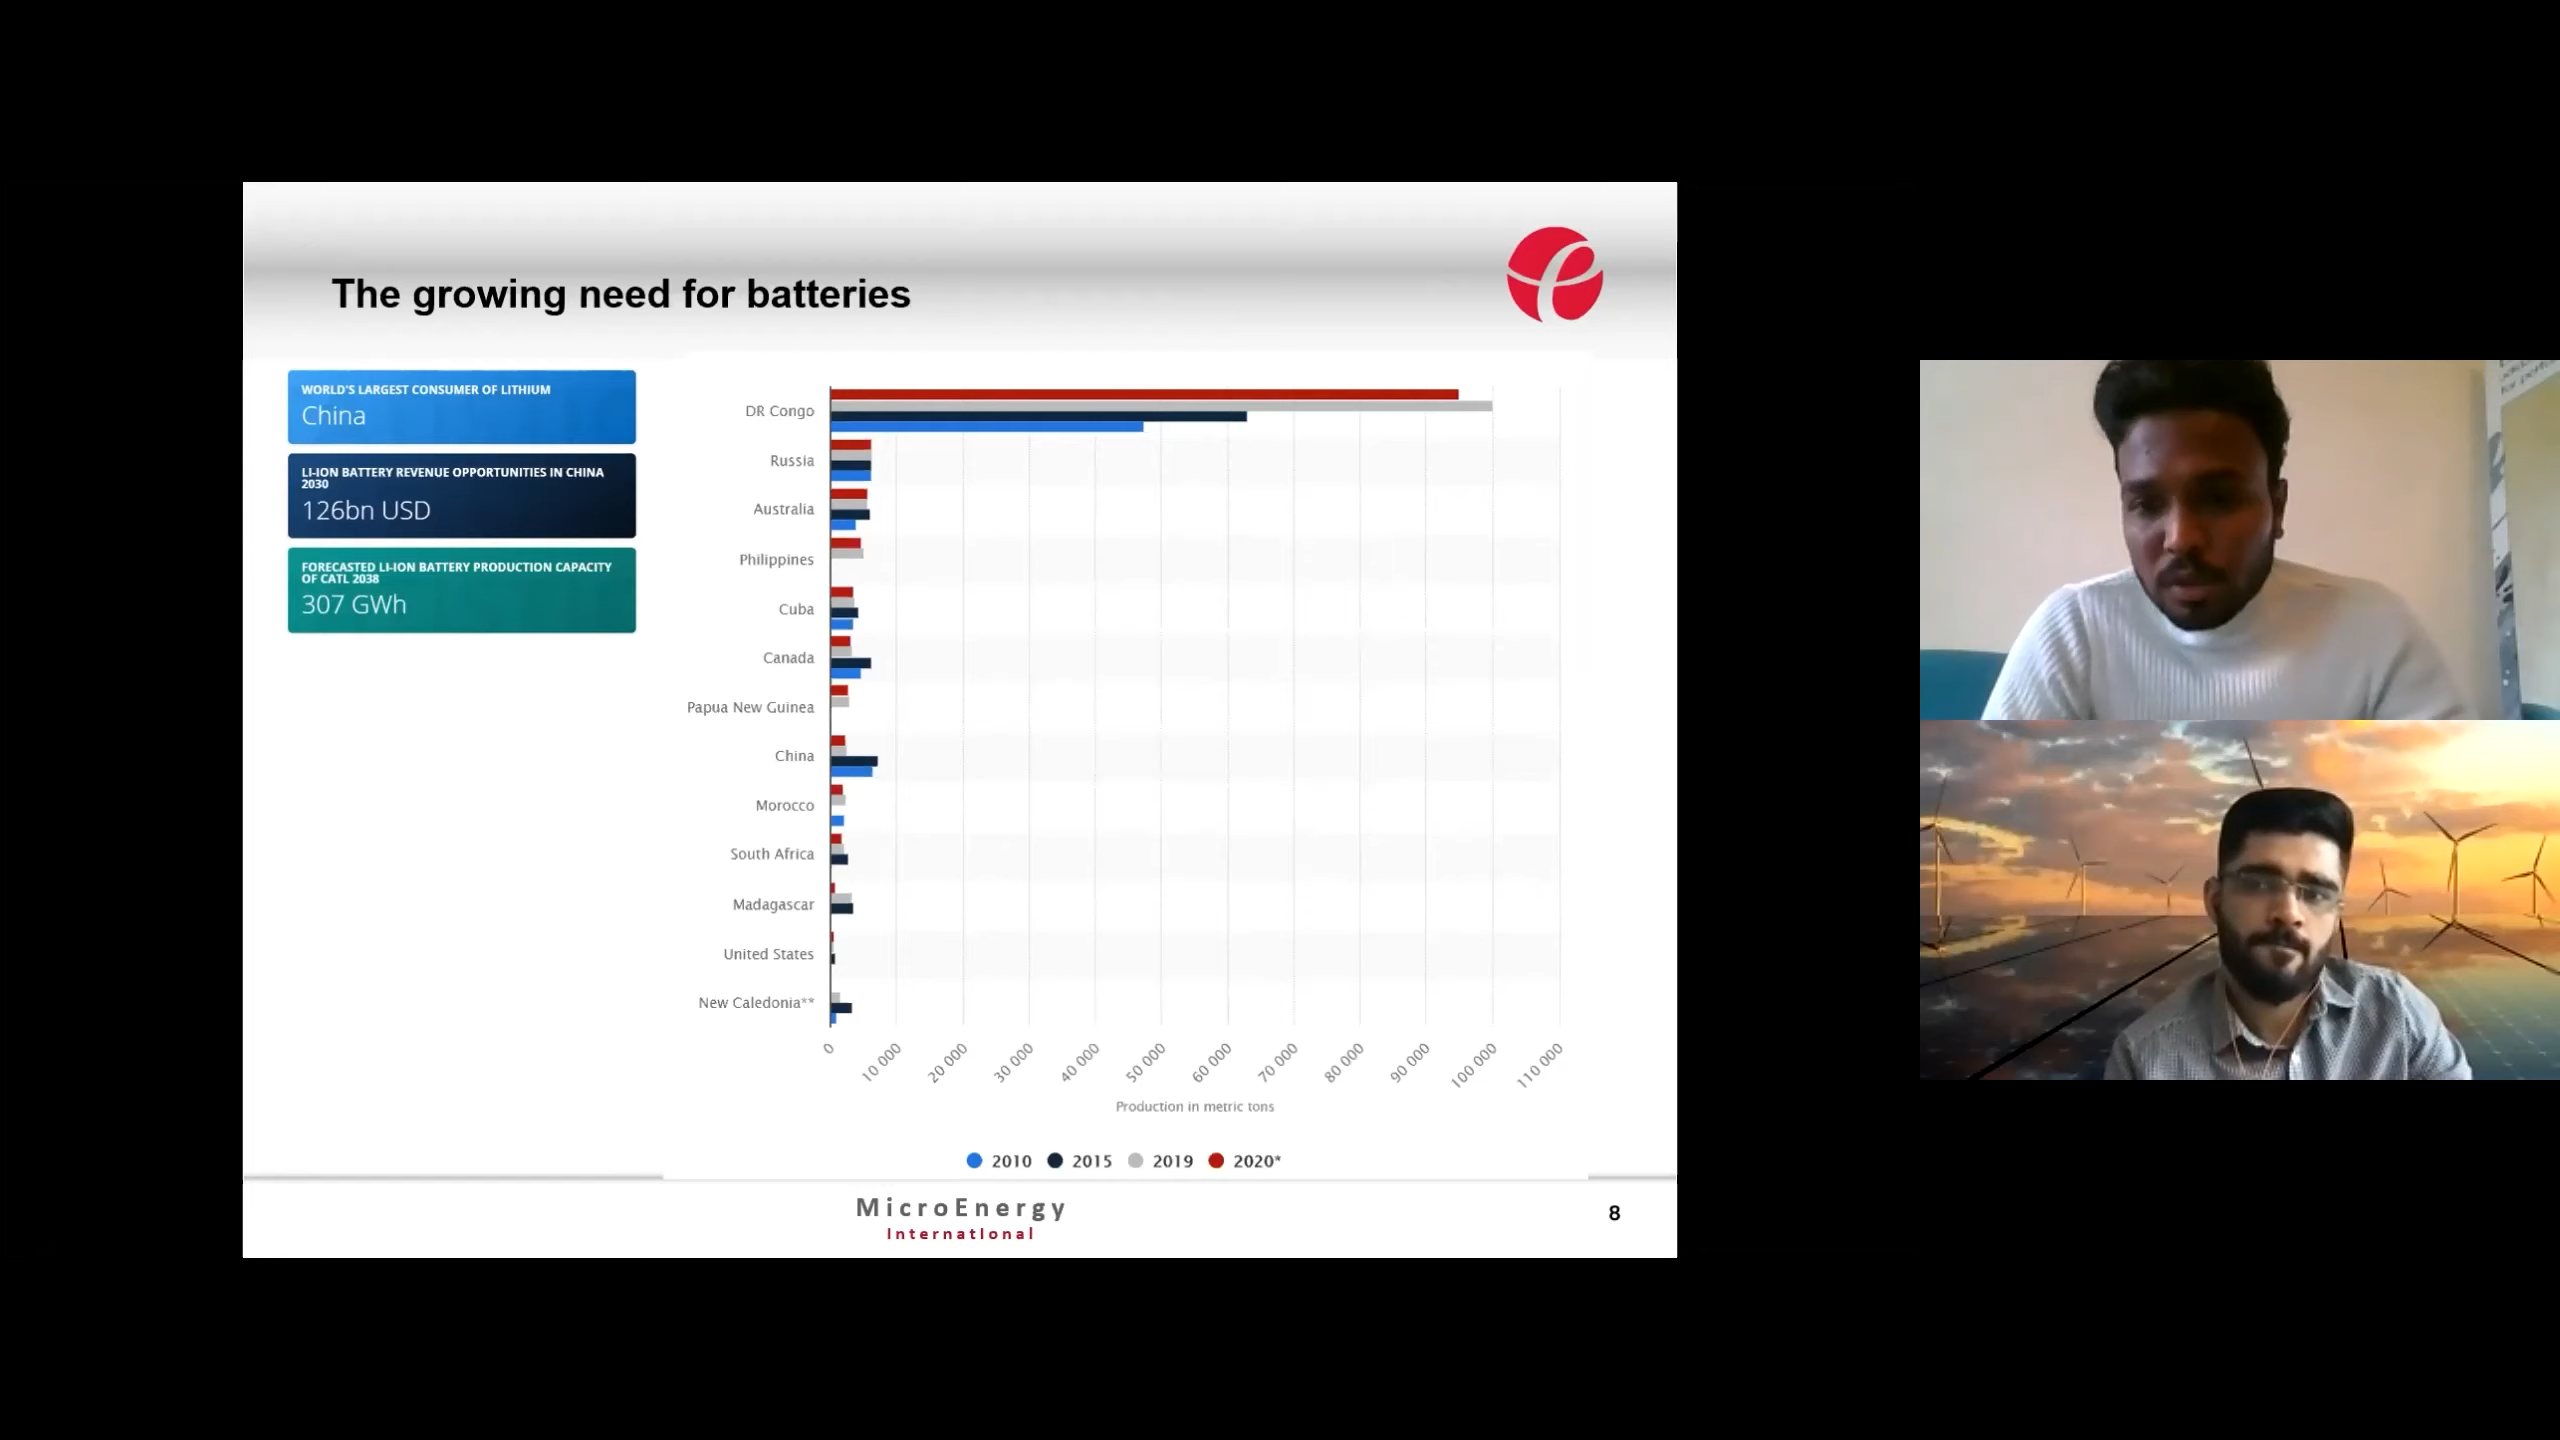 The growing need for batteries
WORLD'S LARGEST CONSUMER OF LITHIUM
China
LI-ION BATTERY REVENUE OPPORTUNITIES IN CHINA
2030
126bn USD
FORECASTED LI-ION BATTERY PRODUCTION CAPACITY
OF CATL 2038
307 GWh
DR Congo
Russia
Australia
Philippines
Cuba
Canada
Papua New Guinea
China
Morocco
South Africa
Madagascar
United States
New Caledonia**
0 10 000 20 000 30 000 40 000 50 000 60 000 70 000 80 000 90 000 100 000 110 000
Production in metric tons
2010 2015 2019 2020*
MicroEnergy
International
8